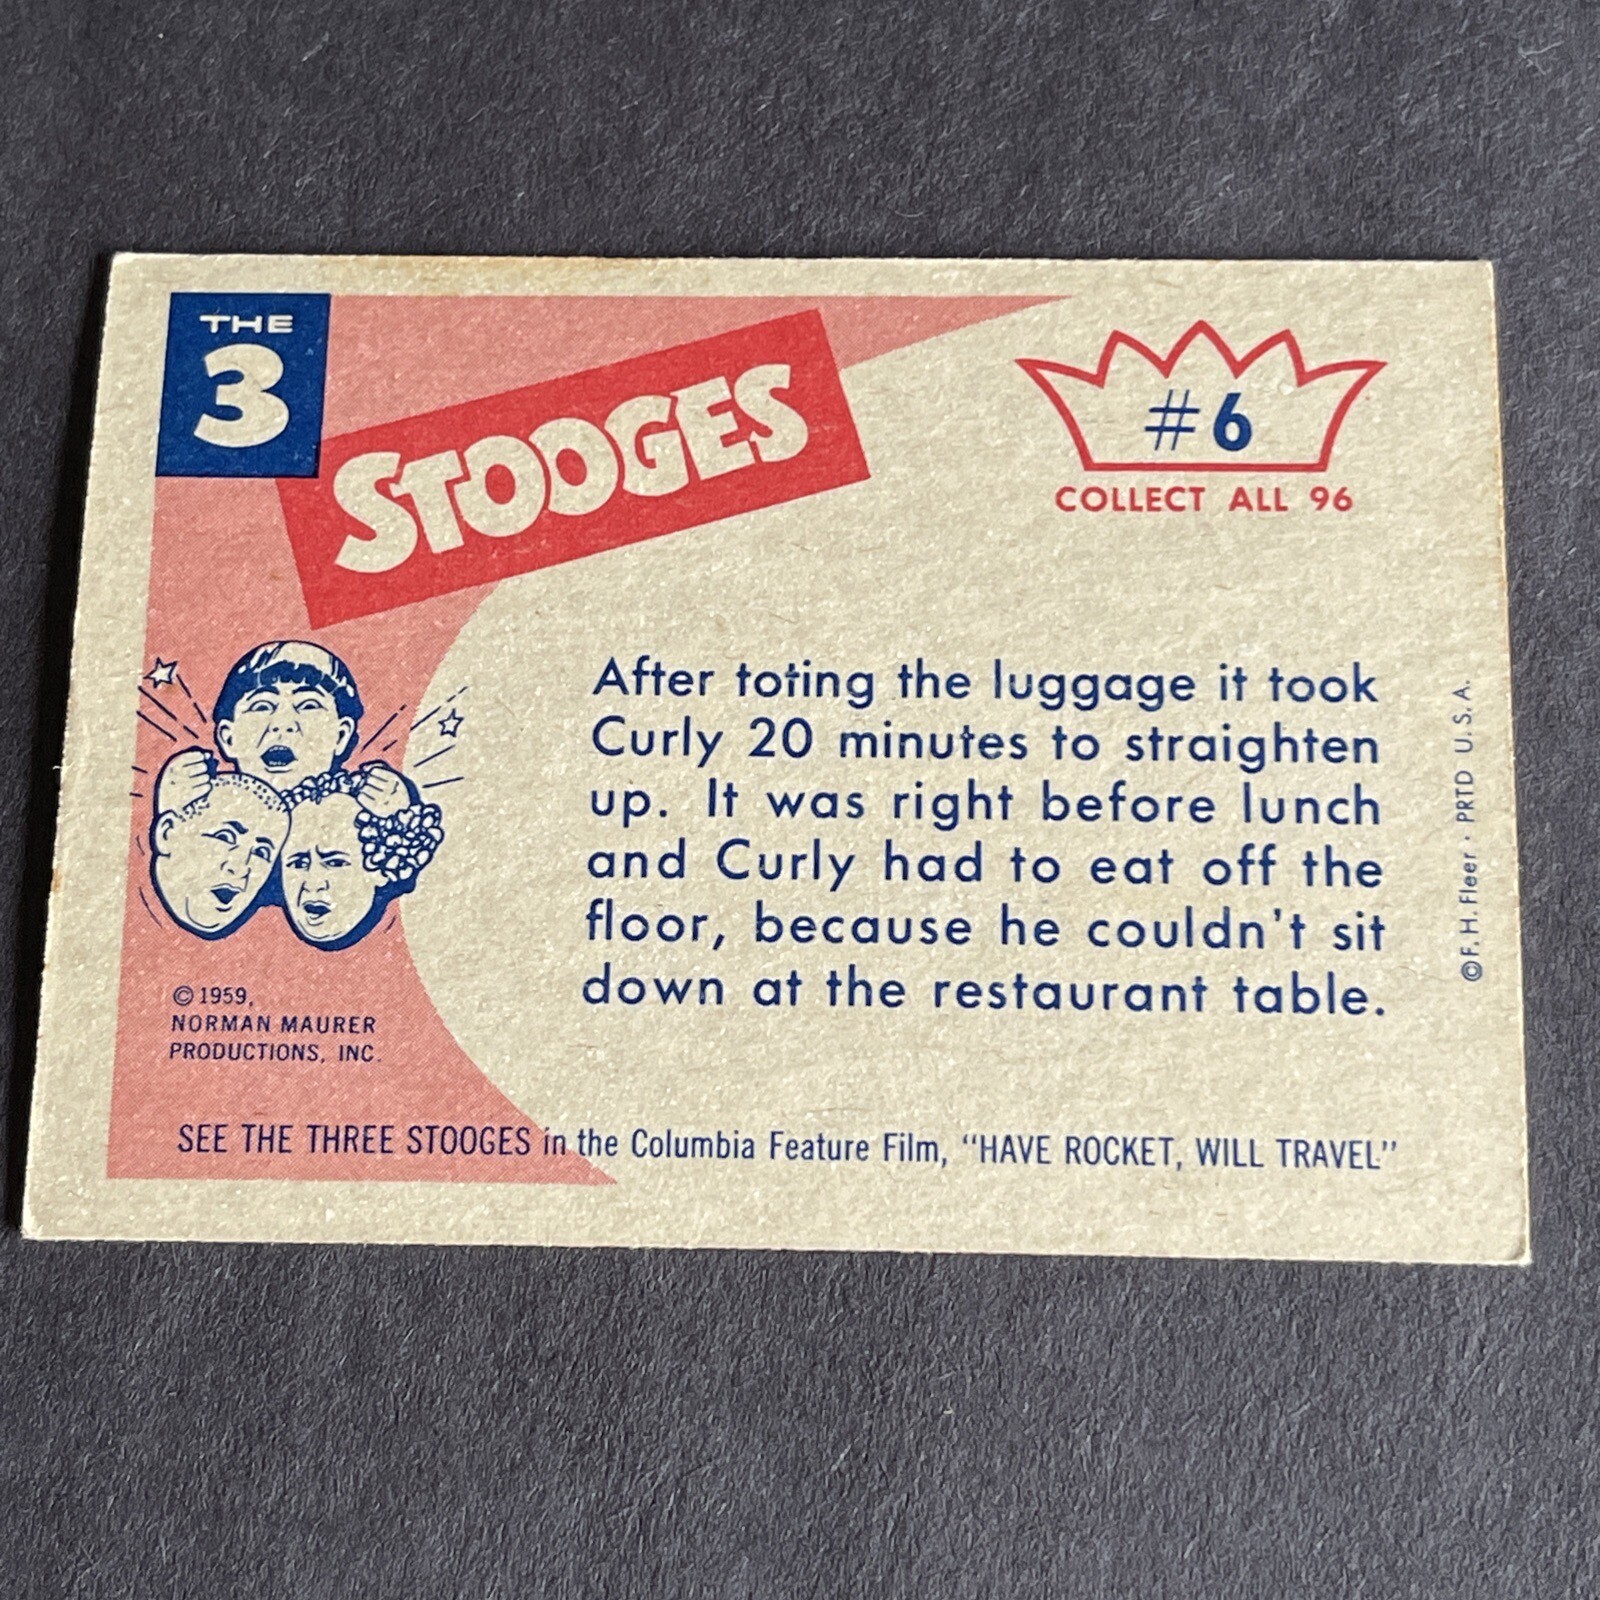 THE
3
STOOGES
#6
COLLECT ALL 96
After toting the luggage it took
Curly 20 minutes to straighten
up. It was right before lunch
and Curly had to eat off the
floor, because he couldn't sit
down at the restaurant table.
©F. H. Fleer • PRTD U. S. A.
©1959,
NORMAN MAURER
PRODUCTIONS, INC.
SEE THE THREE STOOGES in the Columbia Feature Film, "HAVE ROCKET, WILL TRAVEL"